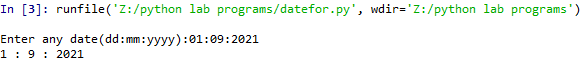 In [3]: runfile('Z:/python lab programs/datefor.py', wdir='Z:/python lab programs')
Enter any date(dd:mm:yyyy):01:09:2021
1 : 9 : 2021